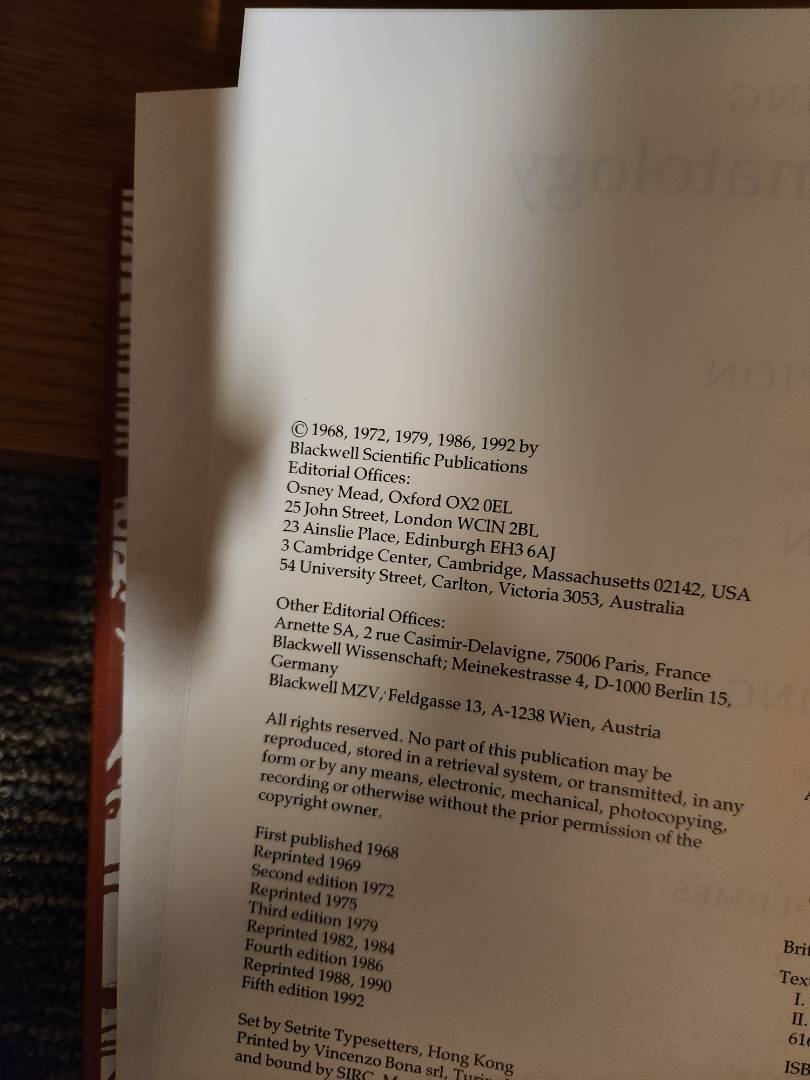 © 1968, 1972, 1979, 1986, 1992 by
Blackwell Scientific Publications
Editorial Offices:
Osney Mead, Oxford OX2 0EL
25 John Street, London WC1N 2BL
23 Ainslie Place, Edinburgh EH3 6AJ
3 Cambridge Center, Cambridge, Massachusetts 02142, USA
54 University Street, Carlton, Victoria 3053, Australia
Other Editorial Offices:
Arnette SA, 2 rue Casimir-Delavigne, 75006 Paris, France
Blackwell Wissenschaft; Meinekestrasse 4, D-1000 Berlin 15,
Germany
Blackwell MZV, Feldgasse 13, A-1238 Wien, Austria
All rights reserved. No part of this publication may be
reproduced, stored in a retrieval system, or transmitted, in any
form or by any means, electronic, mechanical, photocopying,
recording or otherwise without the prior permission of the
copyright owner.
First published 1968
Reprinted 1969
Second edition 1972
Reprinted 1975
Third edition 1979
Reprinted 1982, 1984
Fourth edition 1986
Reprinted 1988, 1990
Fifth edition 1992
Set by Setrite Typesetters, Hong Kong
Printed by Vincenzo Bona srl,
and bound by SIRC,
I.
II.